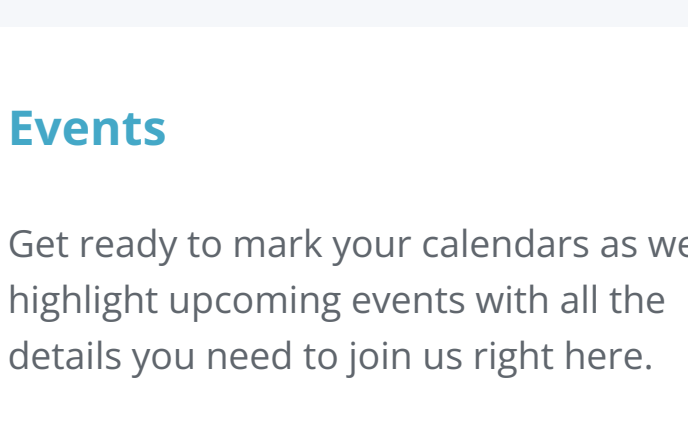 Events
Get ready to mark your calendars as we
highlight upcoming events with all the
details you need to join us right here.